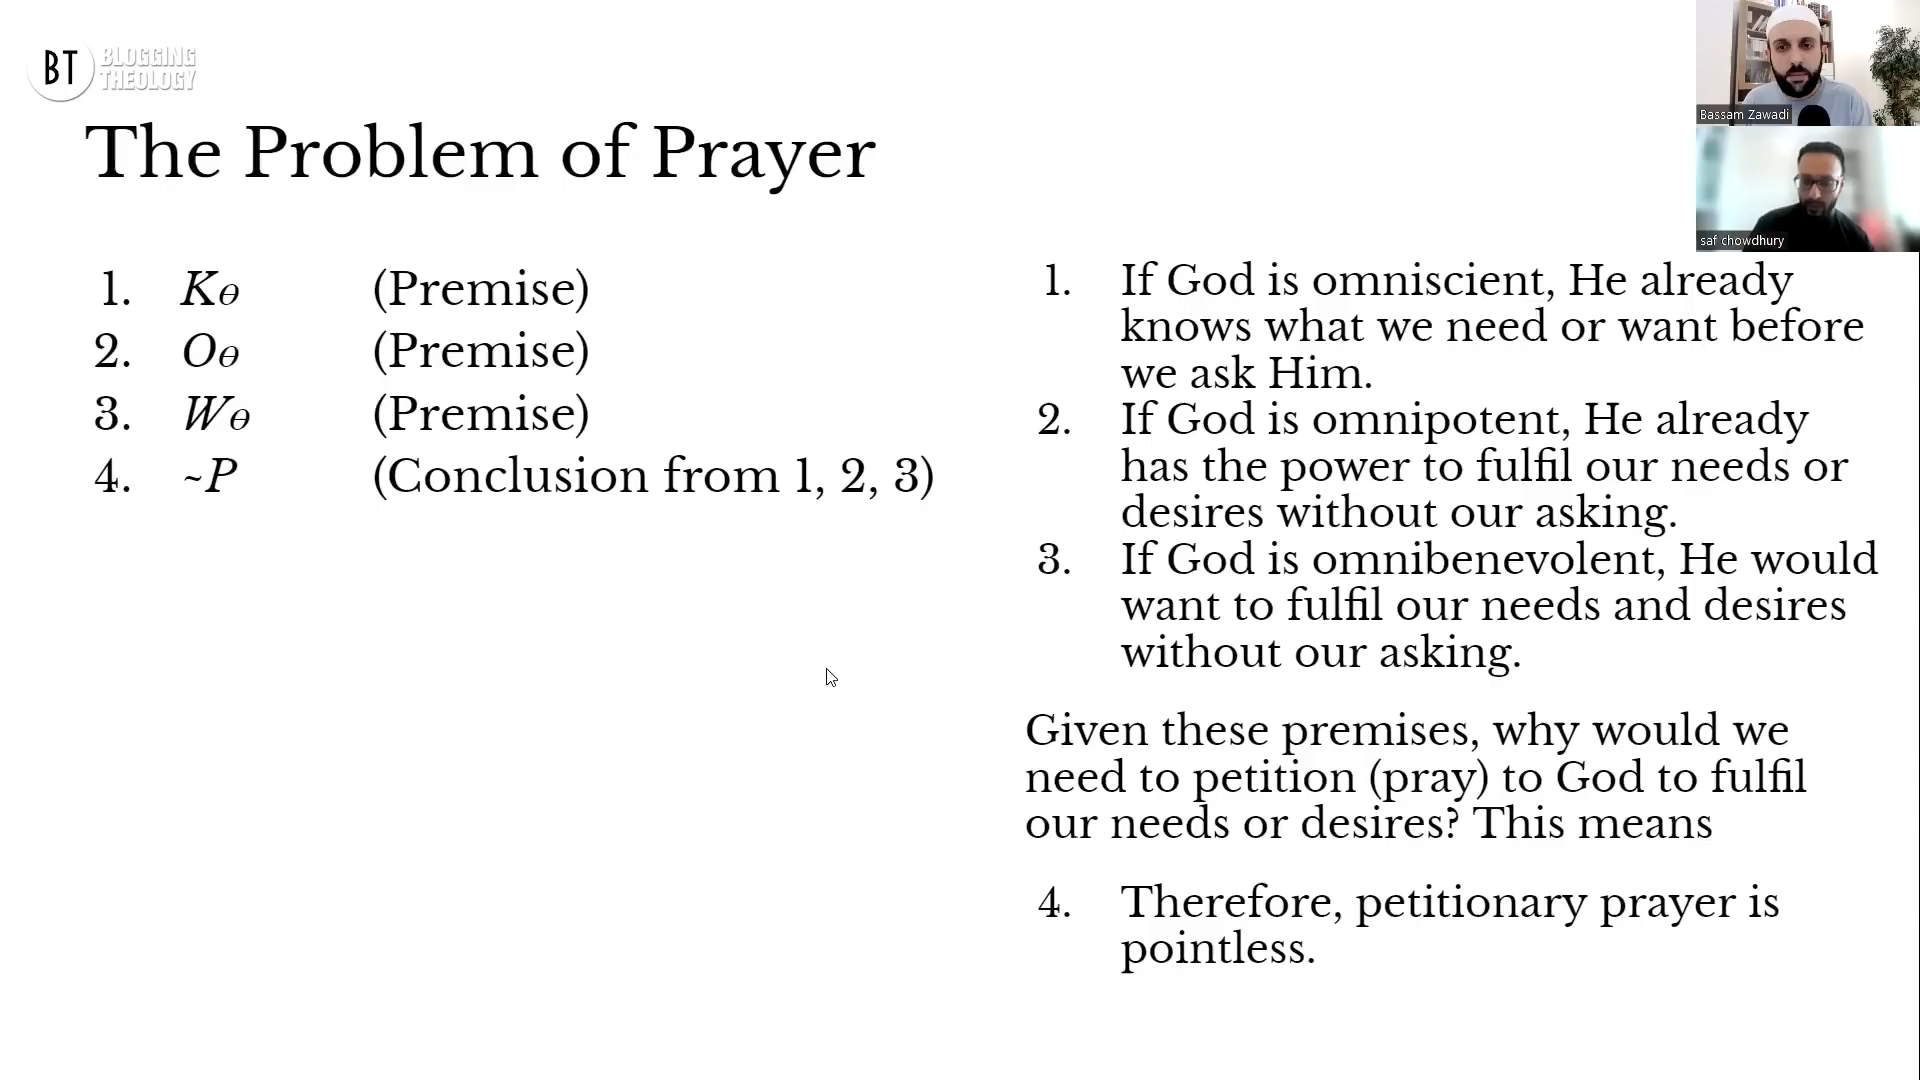 BT BLOGGING
THEOLOGY
Bassam Zawadi
saf chowdhury
The Problem of Prayer
1. Kθ (Premise)
2. Oθ (Premise)
3. Wθ (Premise)
4. ~P (Conclusion from 1, 2, 3)
1. If God is omniscient, He already
knows what we need or want before
we ask Him.
2. If God is omnipotent, He already
has the power to fulfil our needs or
desires without our asking.
3. If God is omnibenevolent, He would
want to fulfil our needs and desires
without our asking.
Given these premises, why would we
need to petition (pray) to God to fulfil
our needs or desires? This means
4. Therefore, petitionary prayer is
pointless.